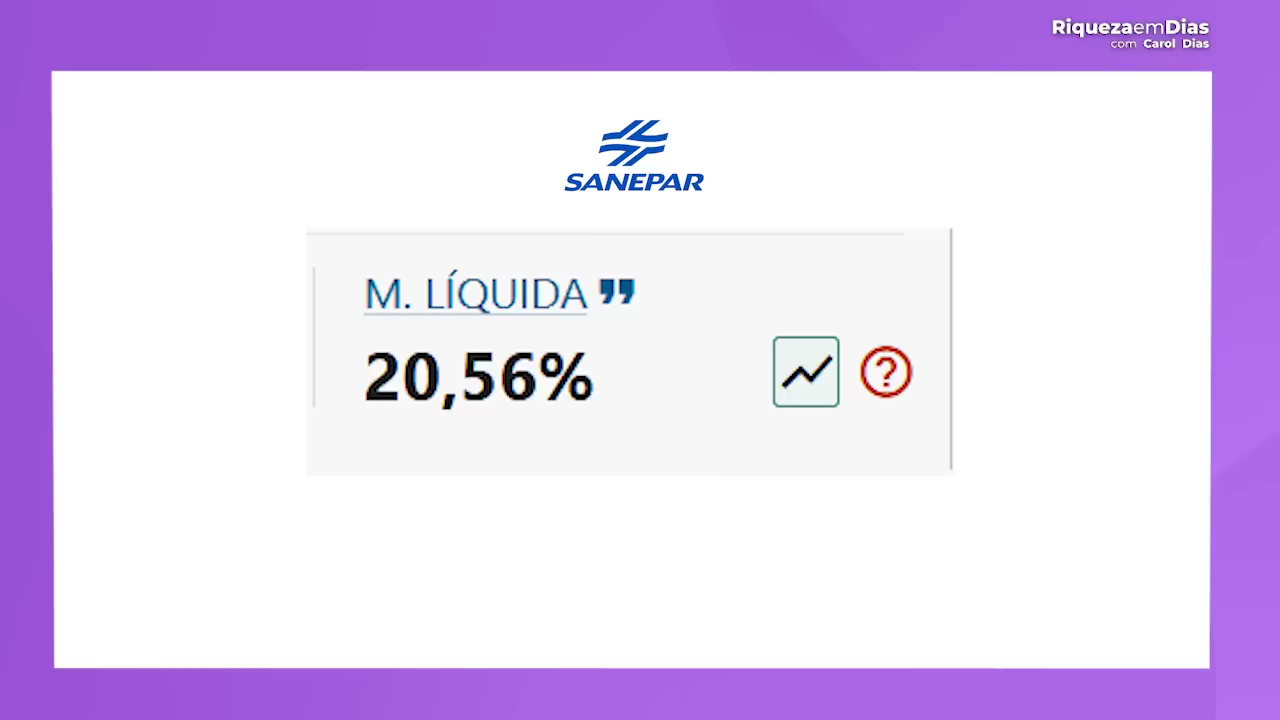 RiquezaemDias
com Carol Dias
SANEPAR
M. LÍQUIDA ❞
20,56%
?